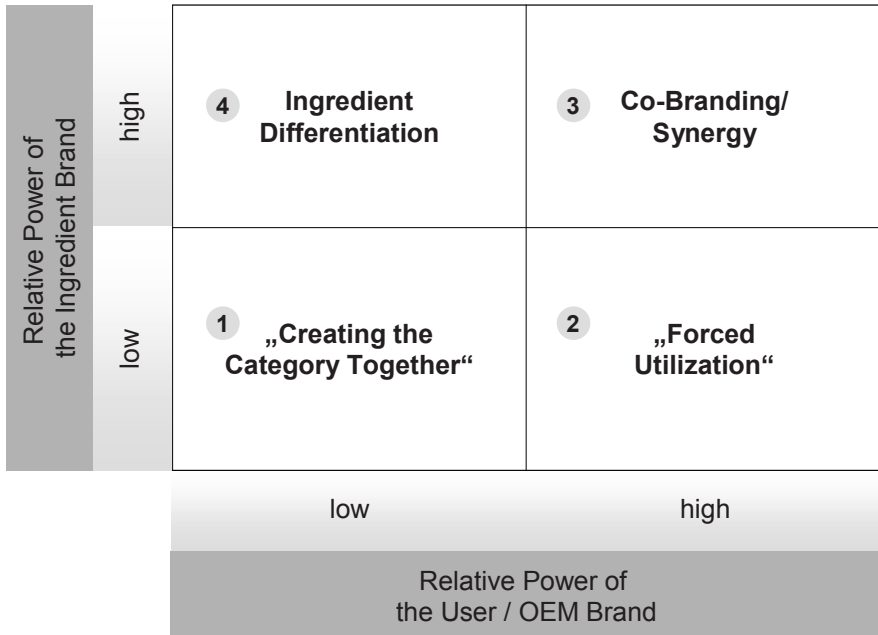 Relative Power of
the Ingredient Brand
high
4
Ingredient
Differentiation
3
Co-Branding/
Synergy
low
1
„Creating the
Category Together“
2
„Forced
Utilization“
low
high
Relative Power of
the User / OEM Brand